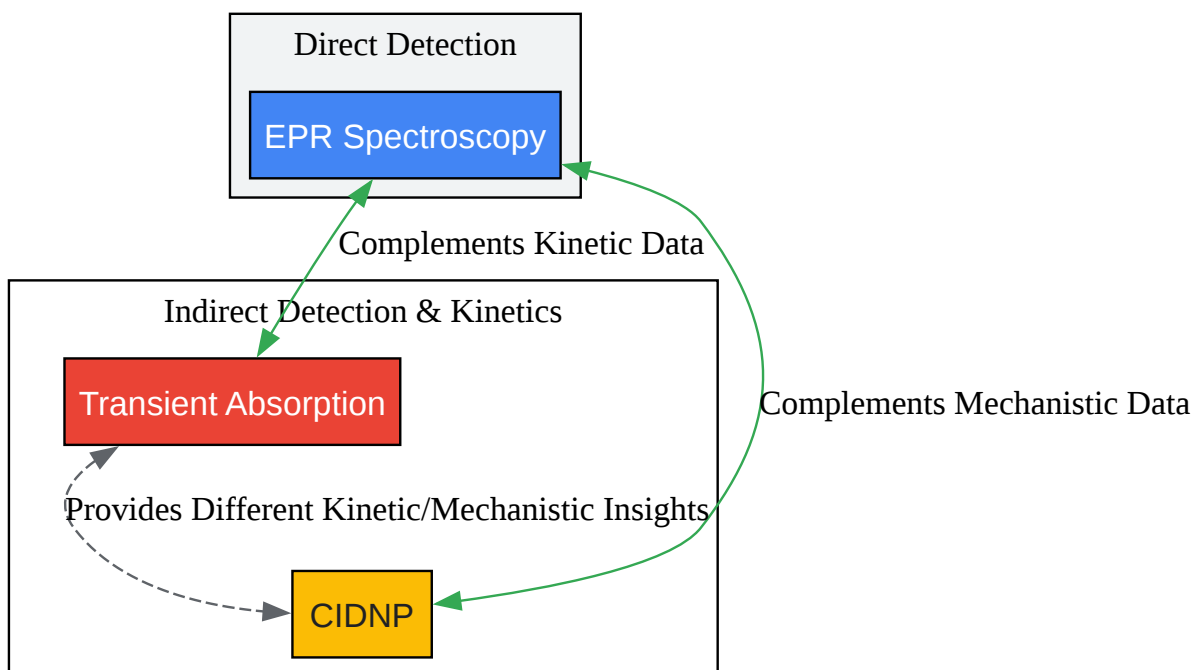 Direct Detection
EPR Spectroscopy
Complements Kinetic Data
Indirect Detection & Kinetics
Transient Absorption
Complements Mechanistic Data
Provides Different Kinetic/Mechanistic Insights
CIDNP